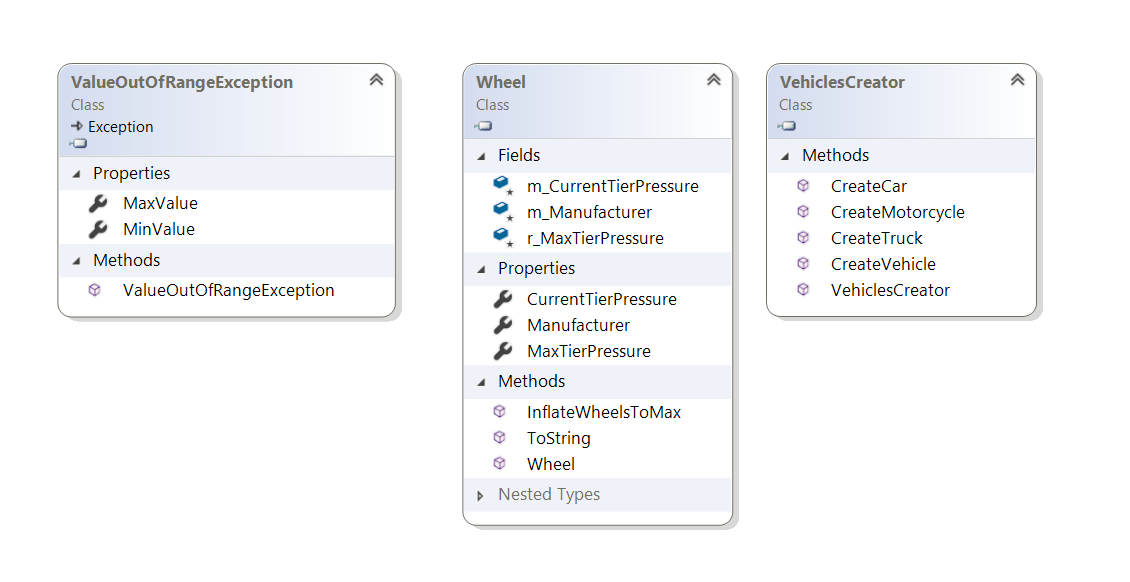 ValueOutOfRangeException
Class
Exception
Properties
MaxValue
MinValue
Methods
ValueOutOfRangeException
Wheel
Class
Fields
m_CurrentTierPressure
m_Manufacturer
r_MaxTierPressure
Properties
CurrentTierPressure
Manufacturer
MaxTierPressure
Methods
InflateWheelsToMax
ToString
Wheel
Nested Types
VehiclesCreator
Class
Methods
CreateCar
CreateMotorcycle
CreateTruck
CreateVehicle
VehiclesCreator